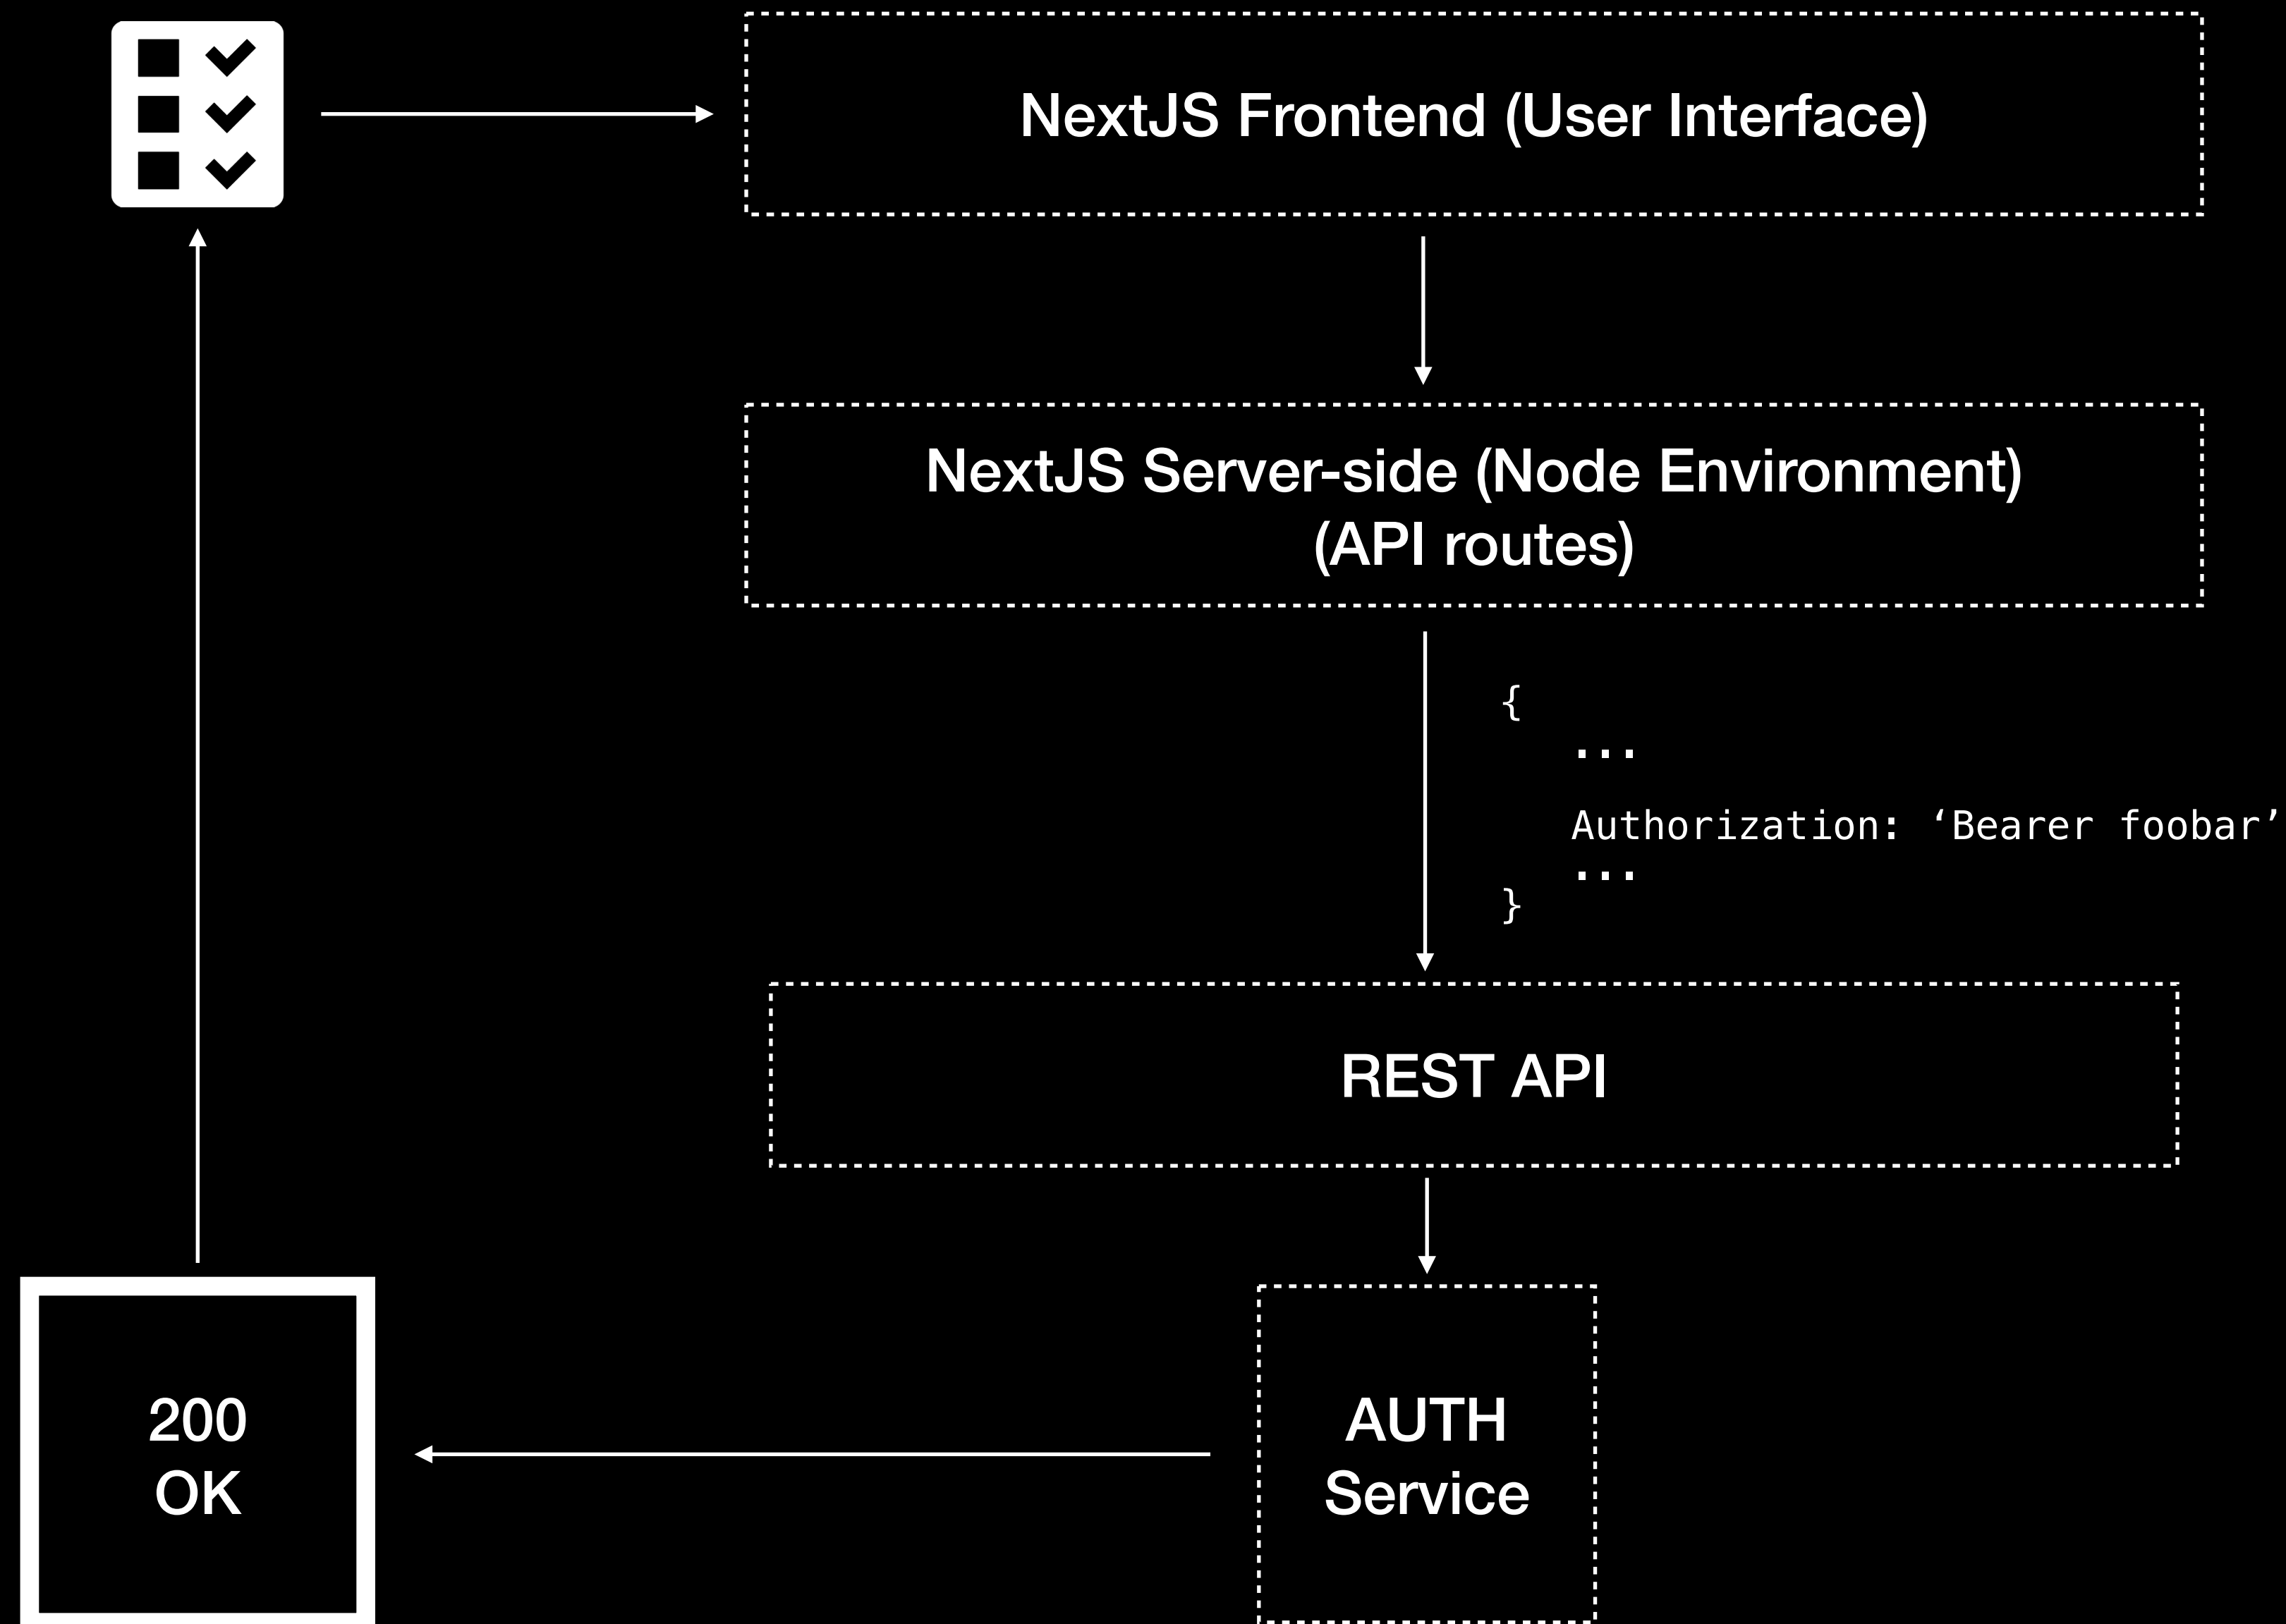 NextJS Frontend (User Interface)
NextJS Server-side (Node Environment)
(API routes)
{
...
Authorization: ‘Bearer foobar’
...
}
REST API
AUTH
Service
200
OK